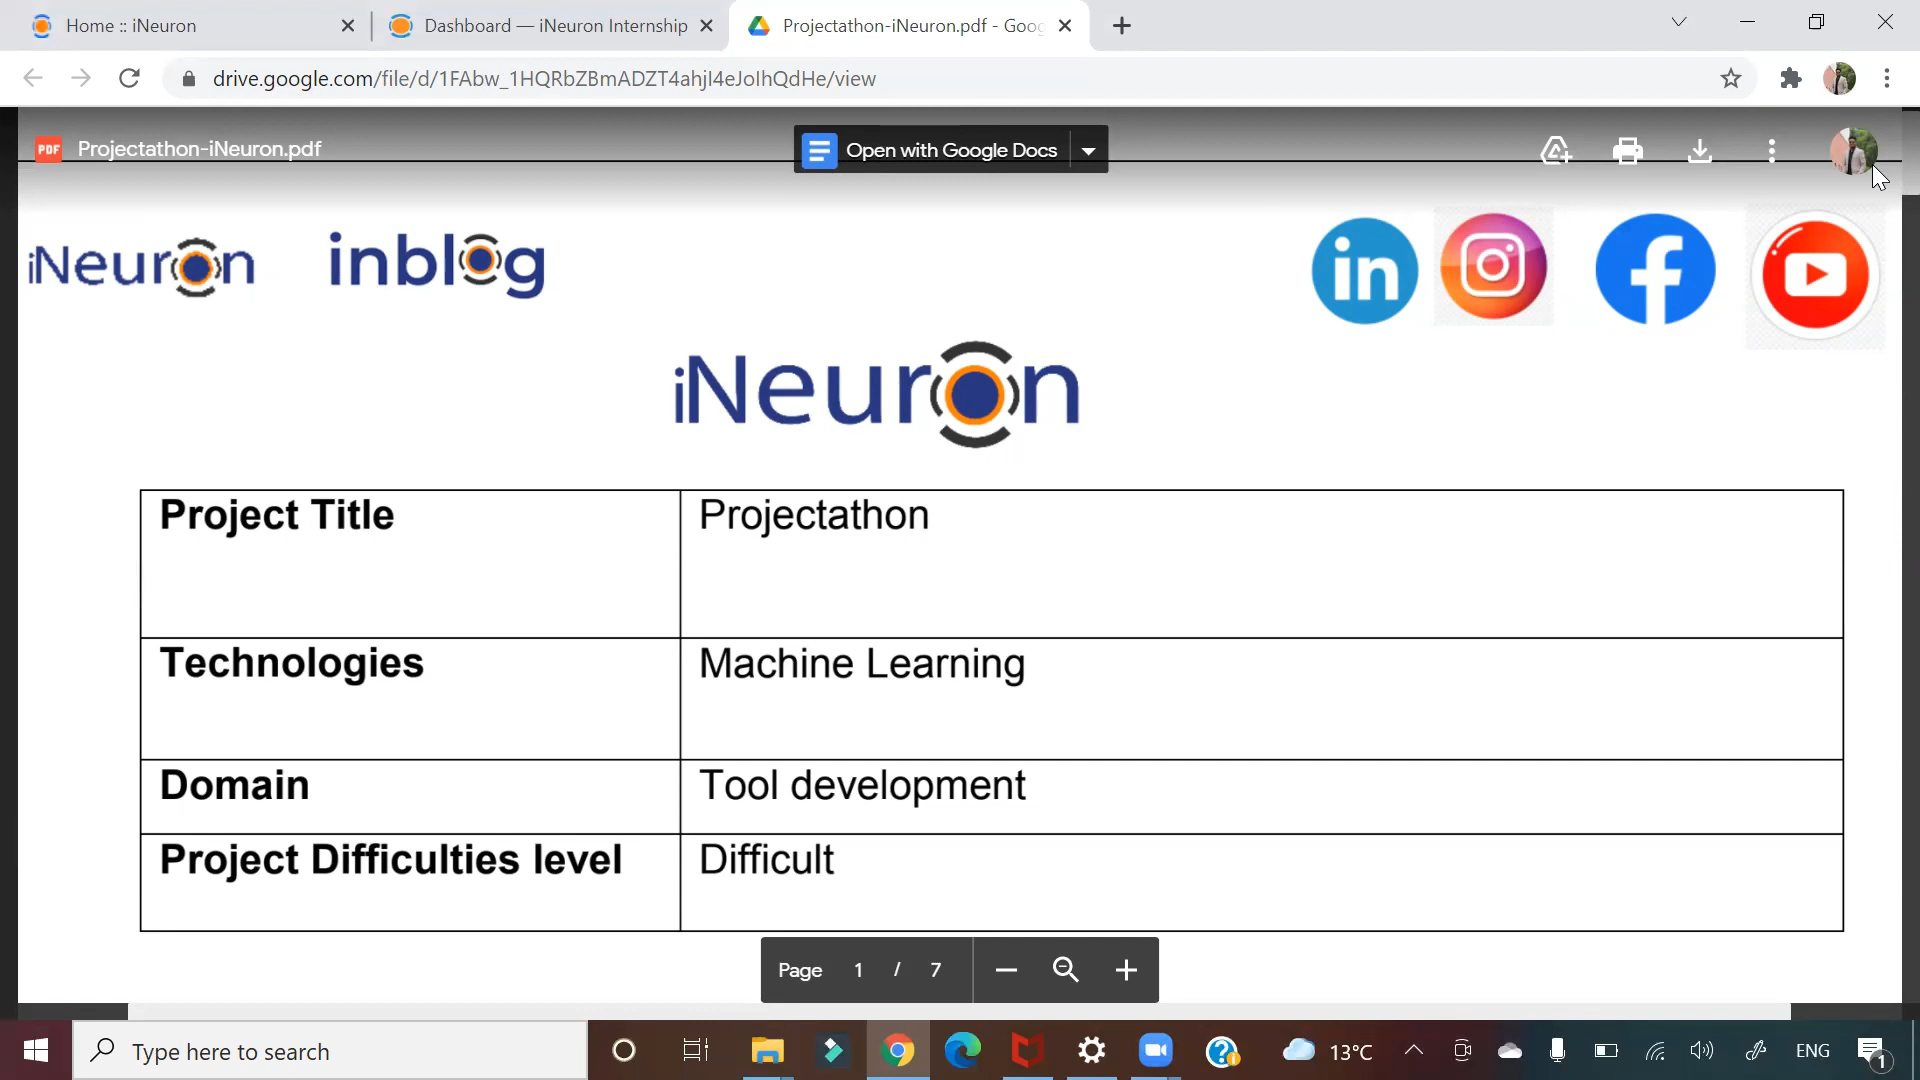 Home :: iNeuron
Dashboard — iNeuron Internship
Projectathon-iNeuron.pdf - Goog
drive.google.com/file/d/1FAbw_1HQRbZBmADZT4ahjI4eJoIhQdHe/view
PDF Projectathon-iNeuron.pdf
Open with Google Docs
iNeuron inblog
in
iNeuron
Project Title Projectathon
Technologies Machine Learning
Domain Tool development
Project Difficulties level Difficult
Page 1 / 7
Type here to search
13°C
ENG
1